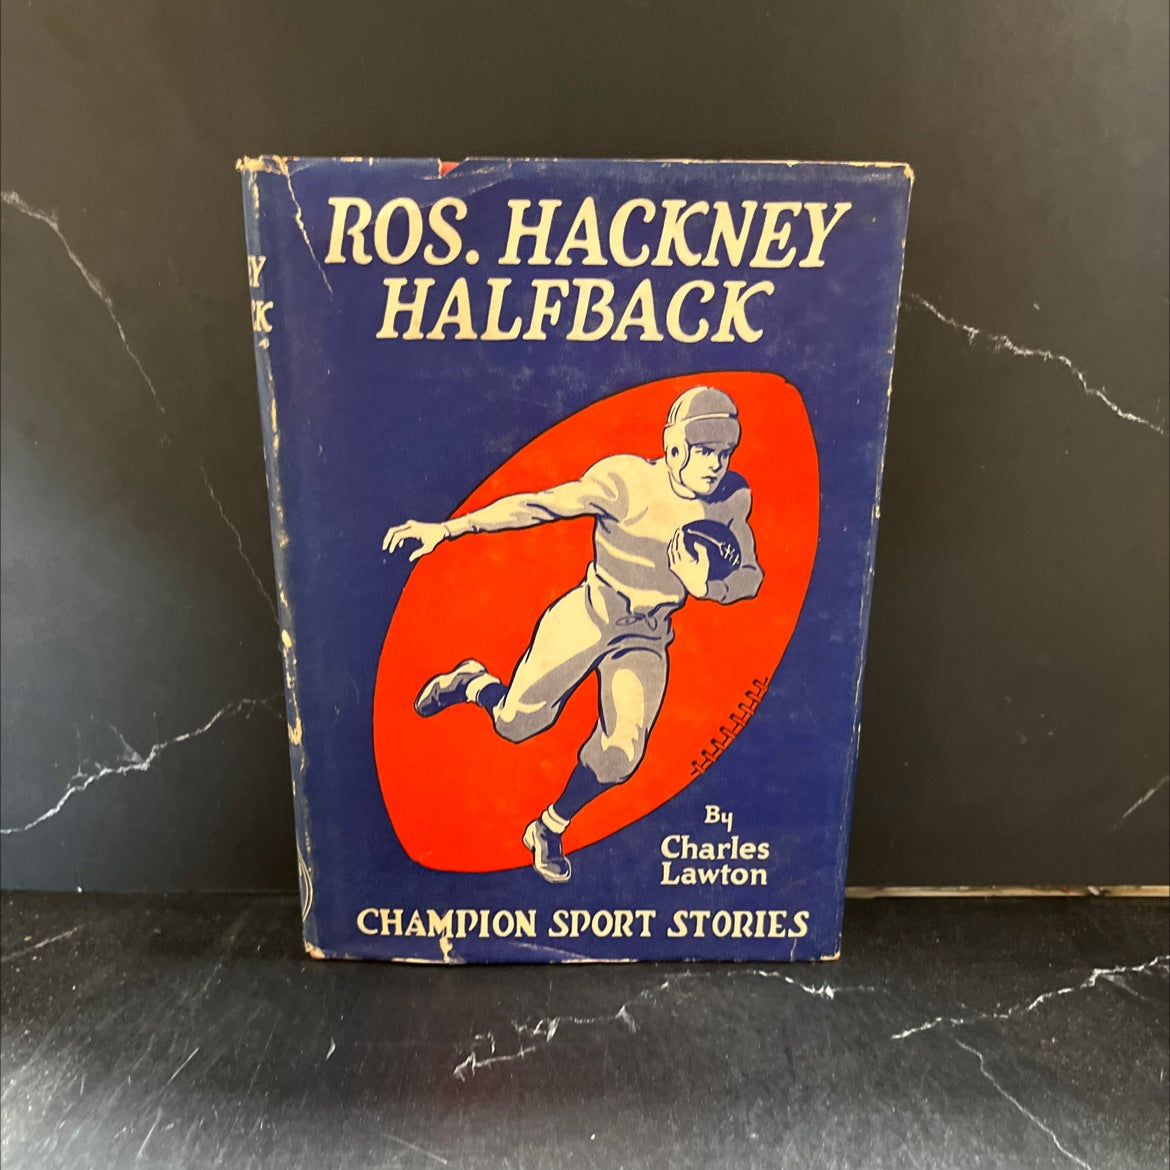 ROS. HACKNEY
HALFBACK
By
Charles
Lawton
CHAMPION SPORT STORIES